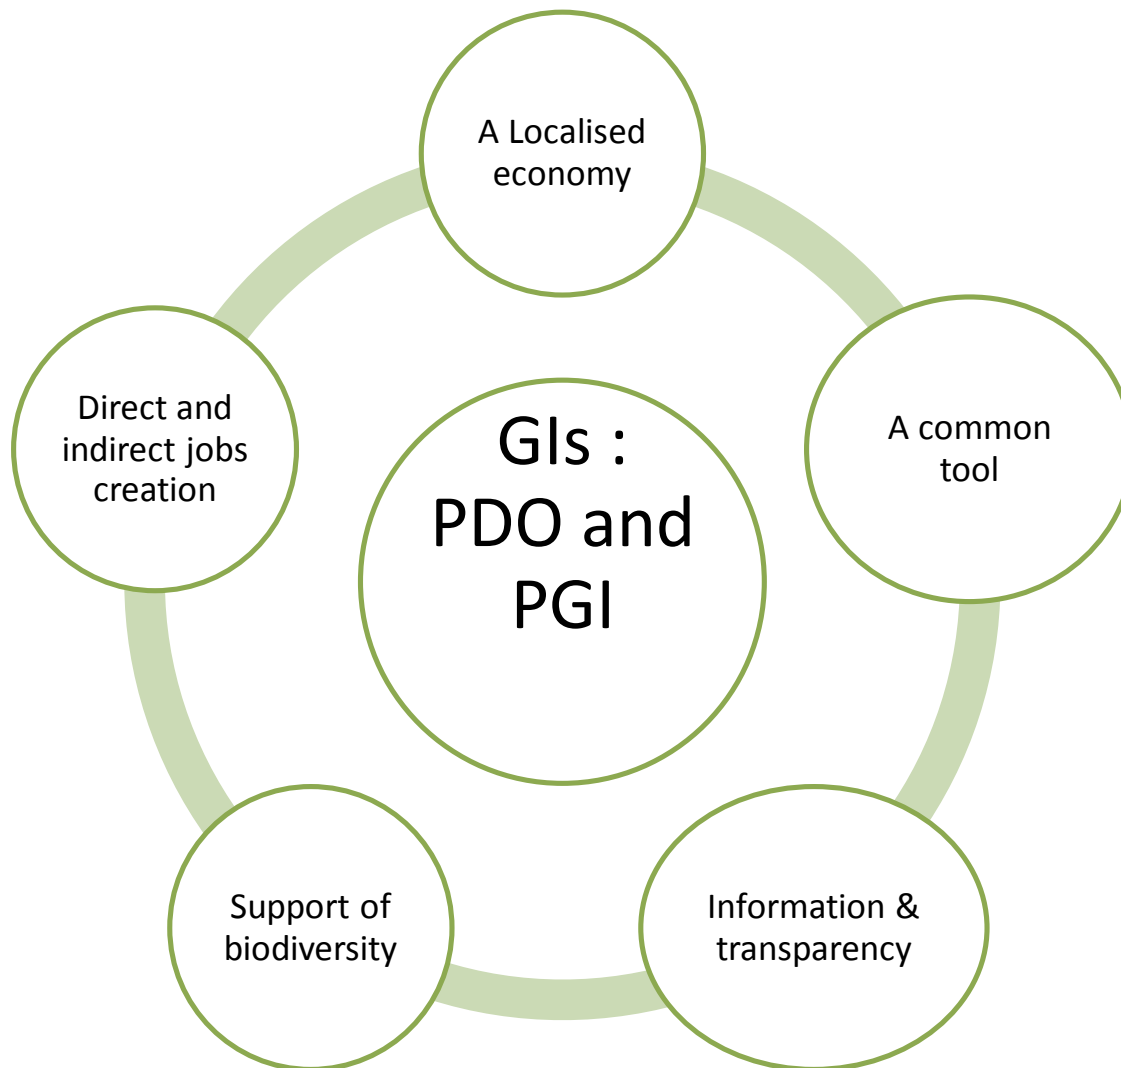 A Localised
economy
Direct and
indirect jobs
creation
GIs :
PDO and
PGI
A common
tool
Support of
biodiversity
Information &
transparency